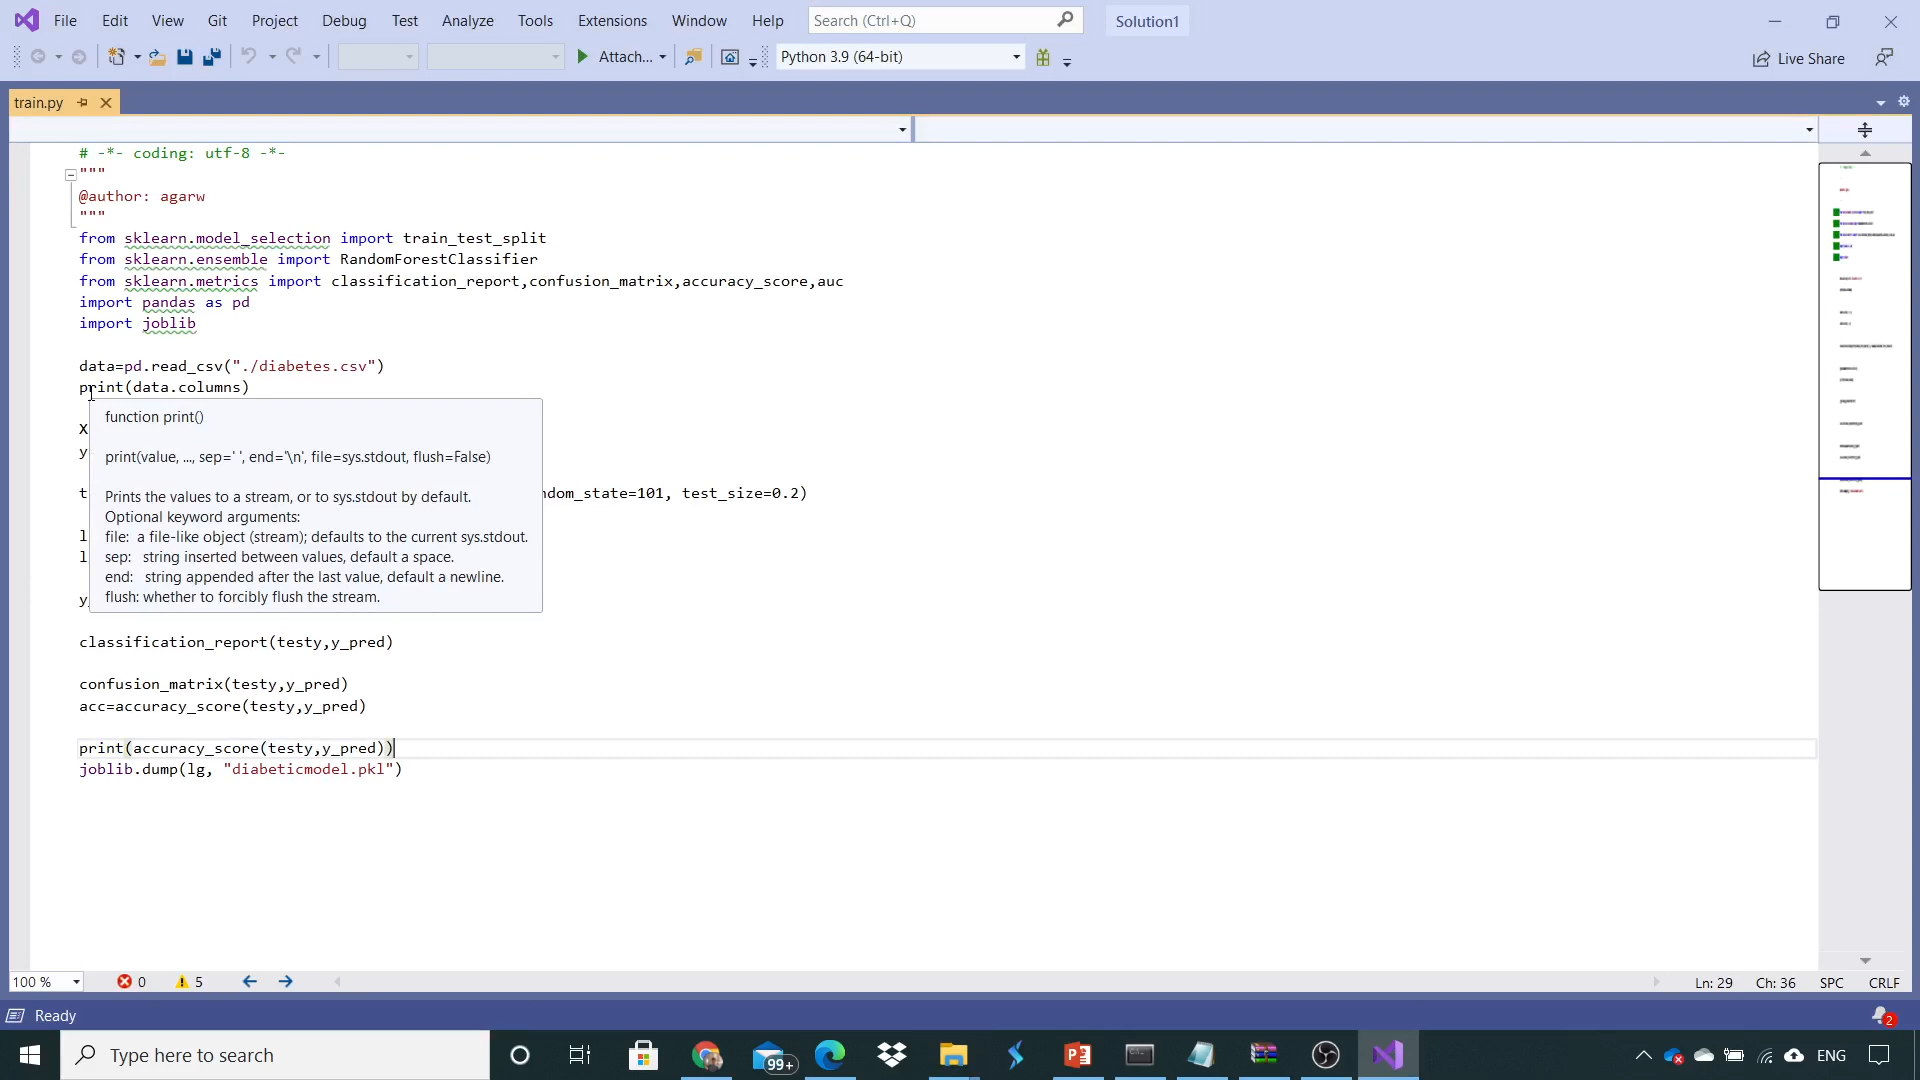 File Edit View Git Project Debug Test Analyze Tools Extensions Window Help Search (Ctrl+Q) Solution1
Attach... Python 3.9 (64-bit) Live Share
train.py
# -*- coding: utf-8 -*-
"""
@author: agarw
"""
from sklearn.model_selection import train_test_split
from sklearn.ensemble import RandomForestClassifier
from sklearn.metrics import classification_report,confusion_matrix,accuracy_score,auc
import pandas as pd
import joblib
data=pd.read_csv("./diabetes.csv")
print(data.columns)
function print()
X
print(value, ..., sep=' ', end='\n', file=sys.stdout, flush=False)
y
Prints the values to a stream, or to sys.stdout by default.
t ndom_state=101, test_size=0.2)
Optional keyword arguments:
file: a file-like object (stream); defaults to the current sys.stdout.
l
sep: string inserted between values, default a space.
l
end: string appended after the last value, default a newline.
flush: whether to forcibly flush the stream.
y_
classification_report(testy,y_pred)
confusion_matrix(testy,y_pred)
acc=accuracy_score(testy,y_pred)
print(accuracy_score(testy,y_pred))
joblib.dump(lg, "diabeticmodel.pkl")
100 % 0 5 Ln: 29 Ch: 36 SPC CRLF
Ready 2
Type here to search 99+ ENG